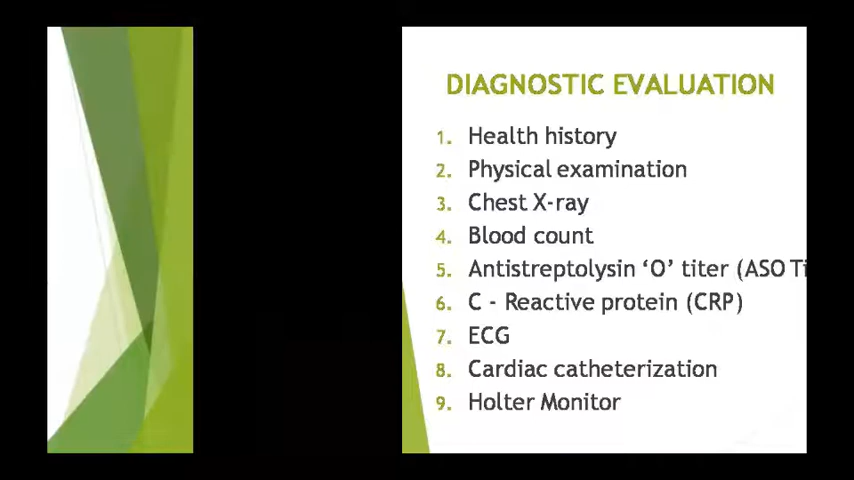 DIAGNOSTIC EVALUATION
1. Health history
2. Physical examination
3. Chest X-ray
4. Blood count
5. Antistreptolysin ‘O’ titer (ASO
6. C - Reactive protein (CRP)
7. ECG
8. Cardiac catheterization
9. Holter Monitor